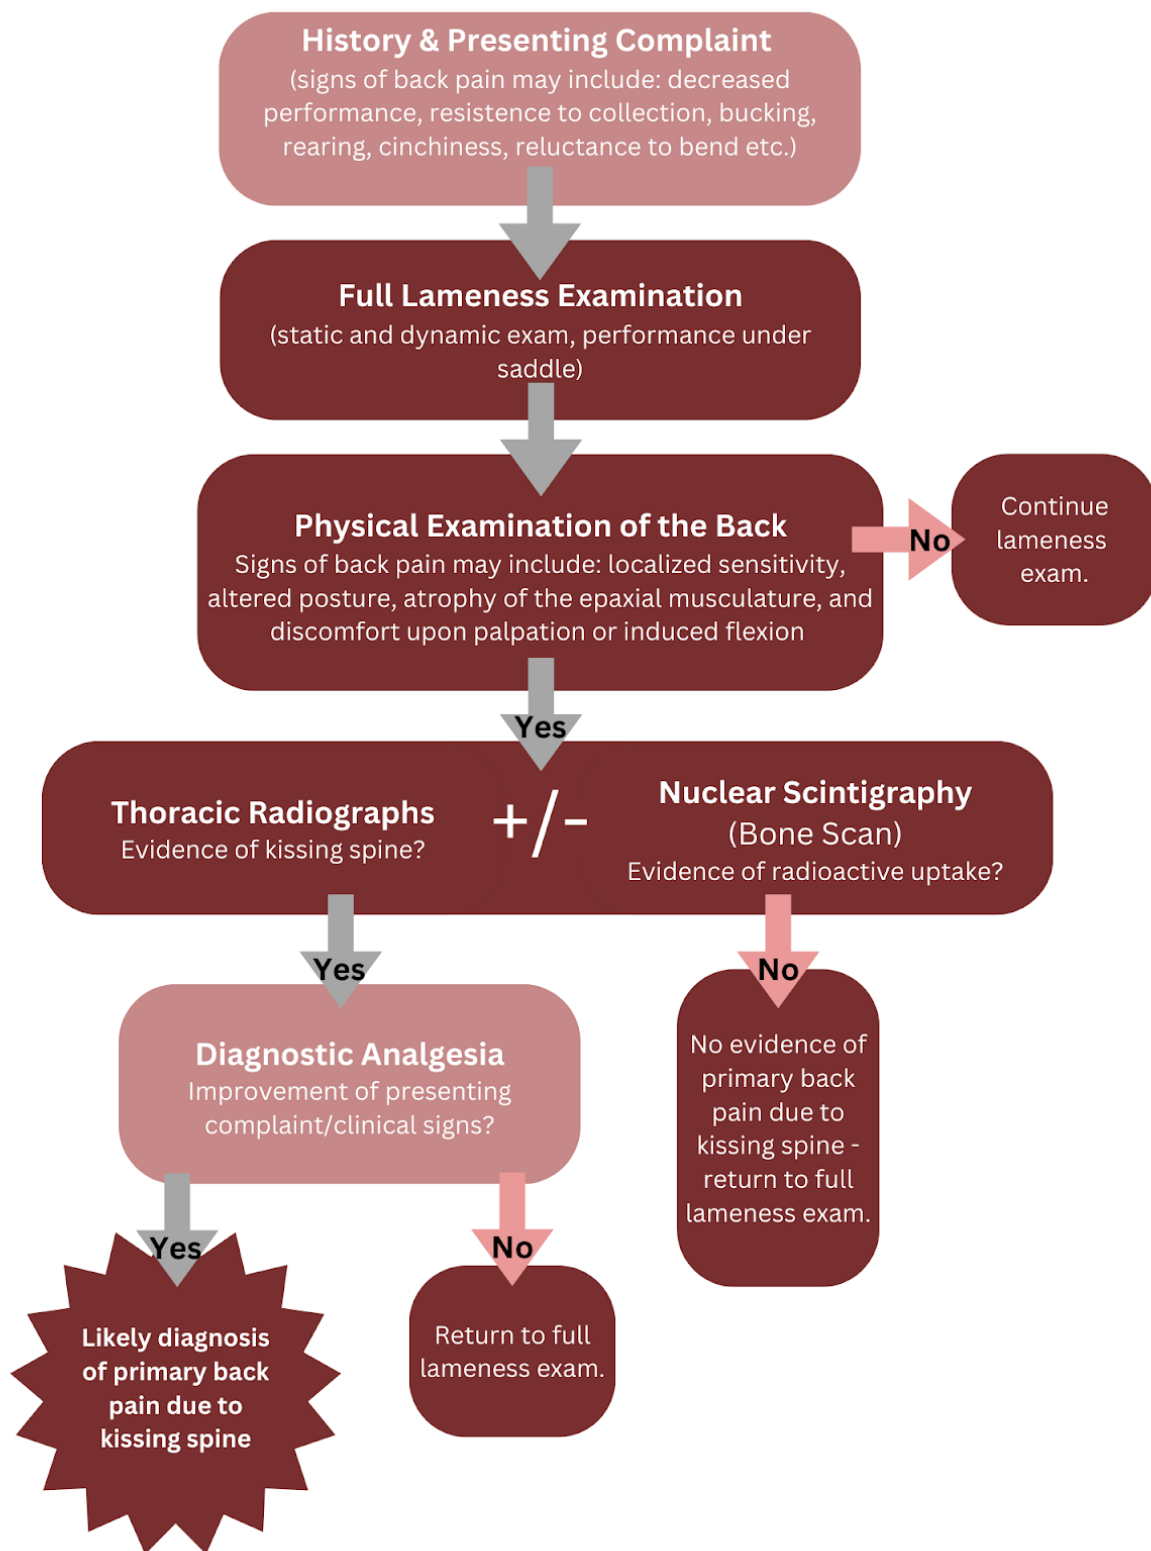 History & Presenting Complaint
(signs of back pain may include: decreased
performance, resistence to collection, bucking,
rearing, cinchiness, reluctance to bend etc.)
Full Lameness Examination
(static and dynamic exam, performance under
saddle)
Physical Examination of the Back
Signs of back pain may include: localized sensitivity,
altered posture, atrophy of the epaxial musculature, and
discomfort upon palpation or induced flexion
No
Continue
lameness
exam.
Yes
Thoracic Radiographs
Evidence of kissing spine?
+/-
Nuclear Scintigraphy
(Bone Scan)
Evidence of radioactive uptake?
Yes
No
Diagnostic Analgesia
Improvement of presenting
complaint/clinical signs?
No evidence of
primary back
pain due to
kissing spine -
return to full
lameness exam.
Yes
No
Likely diagnosis
of primary back
pain due to
kissing spine
Return to full
lameness exam.